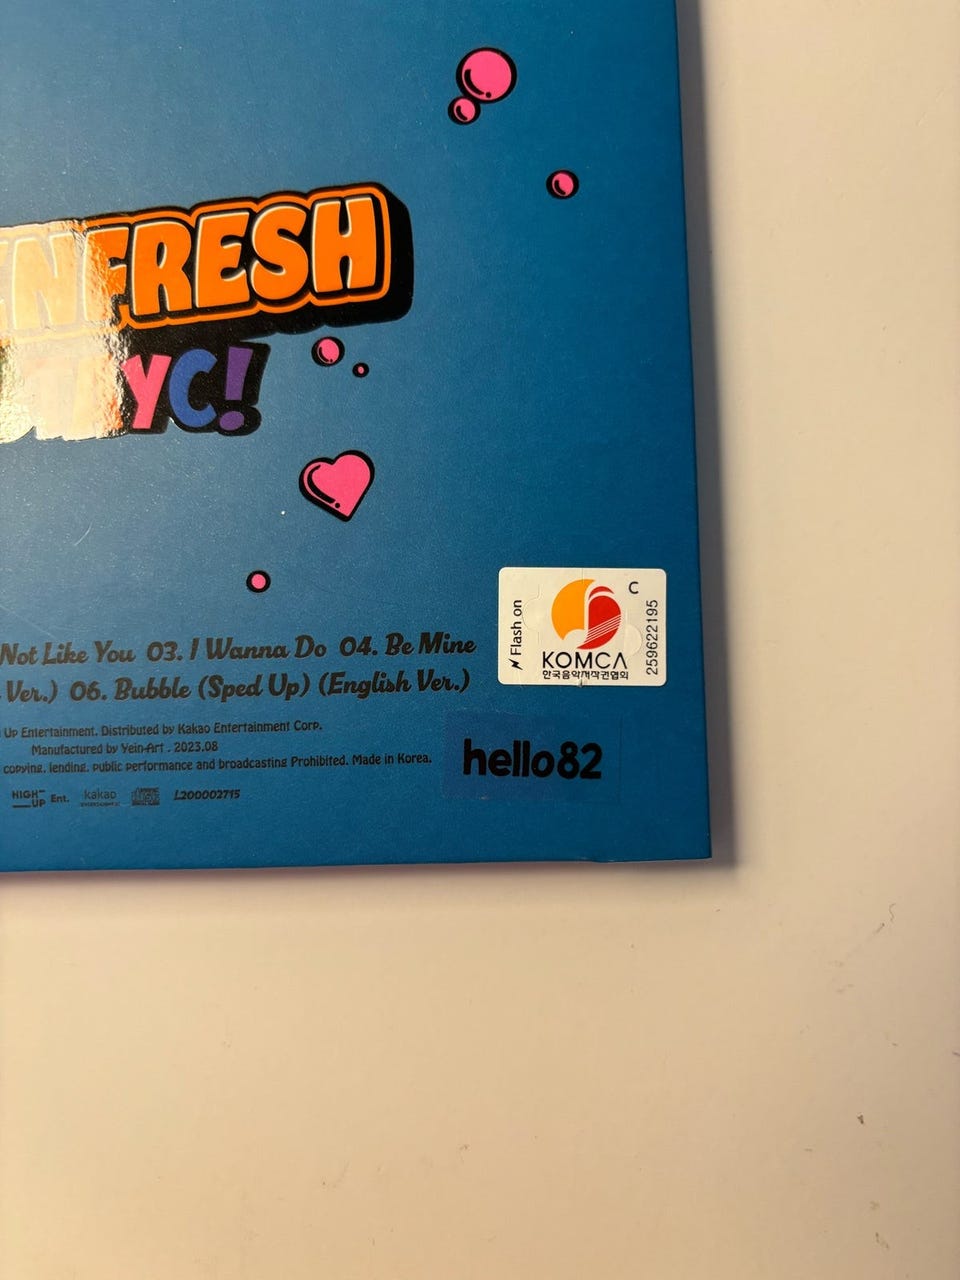 NFRESH
TAYC!
Not Like You 03. I Wanna Do 04. Be Mine
Ver.) 06. Bubble (Sped Up) (English Ver.)
Up Entertainment. Distributed by Kakao Entertainment Corp.
Manufactured by Yein-Art . 2023.08
copying, lending, public performance and broadcasting Prohibited. Made in Korea.
HIGH UP Ent. kakao ENTERTAINMENT L200002715
Flash on
C
KOMCA
한국음악저작권협회
259622195
hello82